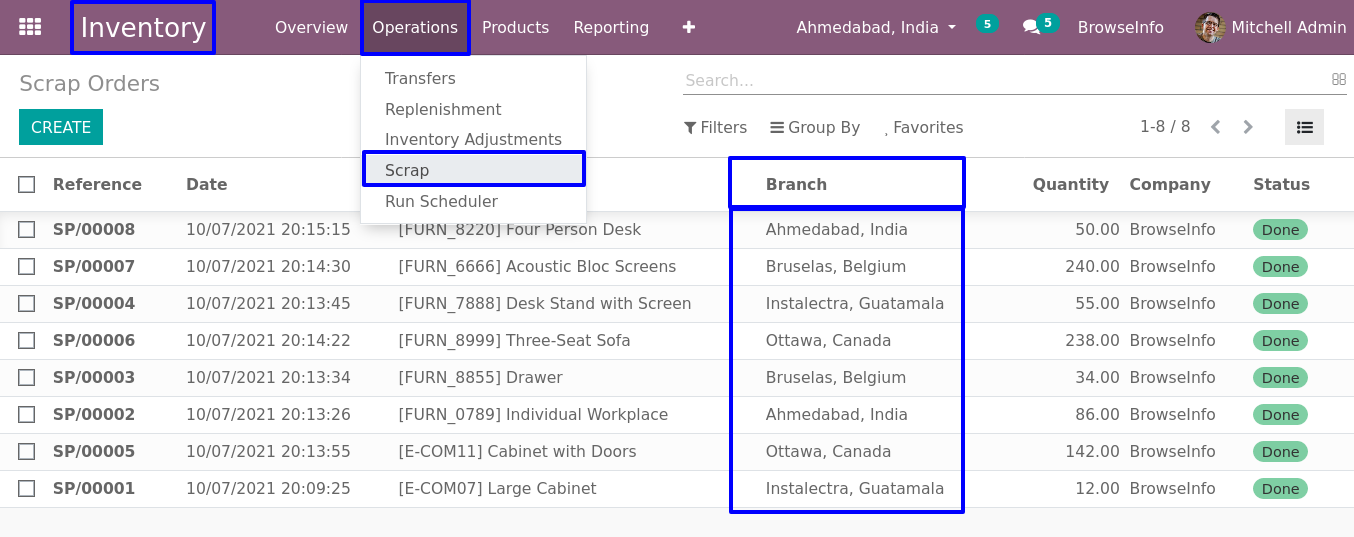 Inventory Overview Operations Products Reporting + Ahmedabad, India 5 5 BrowseInfo Mitchell Admin
Scrap Orders
Search...
CREATE
Transfers
Replenishment
Inventory Adjustments
Scrap
Run Scheduler
Filters Group By Favorites 1-8 / 8
Reference Date Branch Quantity Company Status
SP/00008 10/07/2021 20:15:15 [FURN_8220] Four Person Desk Ahmedabad, India 50.00 BrowseInfo Done
SP/00007 10/07/2021 20:14:30 [FURN_6666] Acoustic Bloc Screens Bruselas, Belgium 240.00 BrowseInfo Done
SP/00004 10/07/2021 20:13:45 [FURN_7888] Desk Stand with Screen Instalectra, Guatamala 55.00 BrowseInfo Done
SP/00006 10/07/2021 20:14:22 [FURN_8999] Three-Seat Sofa Ottawa, Canada 238.00 BrowseInfo Done
SP/00003 10/07/2021 20:13:34 [FURN_8855] Drawer Bruselas, Belgium 34.00 BrowseInfo Done
SP/00002 10/07/2021 20:13:26 [FURN_0789] Individual Workplace Ahmedabad, India 86.00 BrowseInfo Done
SP/00005 10/07/2021 20:13:55 [E-COM11] Cabinet with Doors Ottawa, Canada 142.00 BrowseInfo Done
SP/00001 10/07/2021 20:09:25 [E-COM07] Large Cabinet Instalectra, Guatamala 12.00 BrowseInfo Done